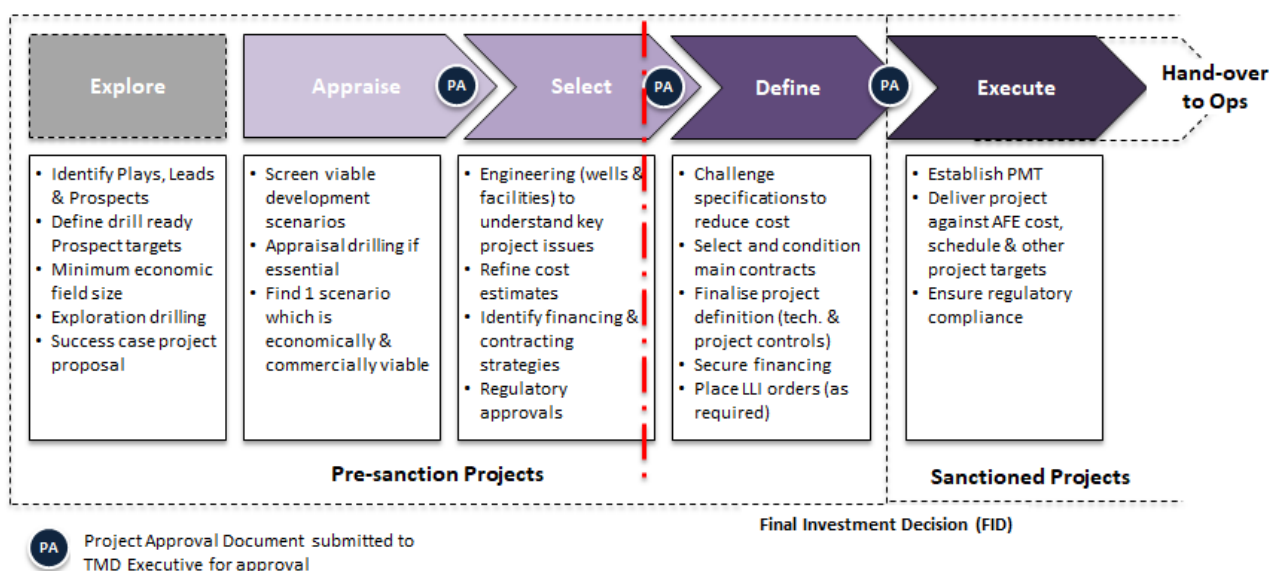 Explore
Appraise
PA
Select
PA
Define
PA
Execute
Hand-over
to Ops
• Identify Plays, Leads
& Prospects
• Define drill ready
Prospect targets
• Minimum economic
field size
• Exploration drilling
• Success case project
proposal
• Screen viable
development
scenarios
• Appraisal drilling if
essential
• Find 1 scenario
which is
economically &
commercially viable
• Engineering (wells &
facilities) to
understand key
project issues
• Refine cost
estimates
• Identify financing &
contracting
strategies
• Regulatory
approvals
• Challenge
specifications to
reduce cost
• Select and condition
main contracts
• Finalise project
definition (tech. &
project controls)
• Secure financing
• Place LLI orders (as
required)
• Establish PMT
• Deliver project
against AFE cost,
schedule & other
project targets
• Ensure regulatory
compliance
Pre-sanction Projects
Sanctioned Projects
Final Investment Decision (FID)
PA
Project Approval Document submitted to
TMD Executive for approval